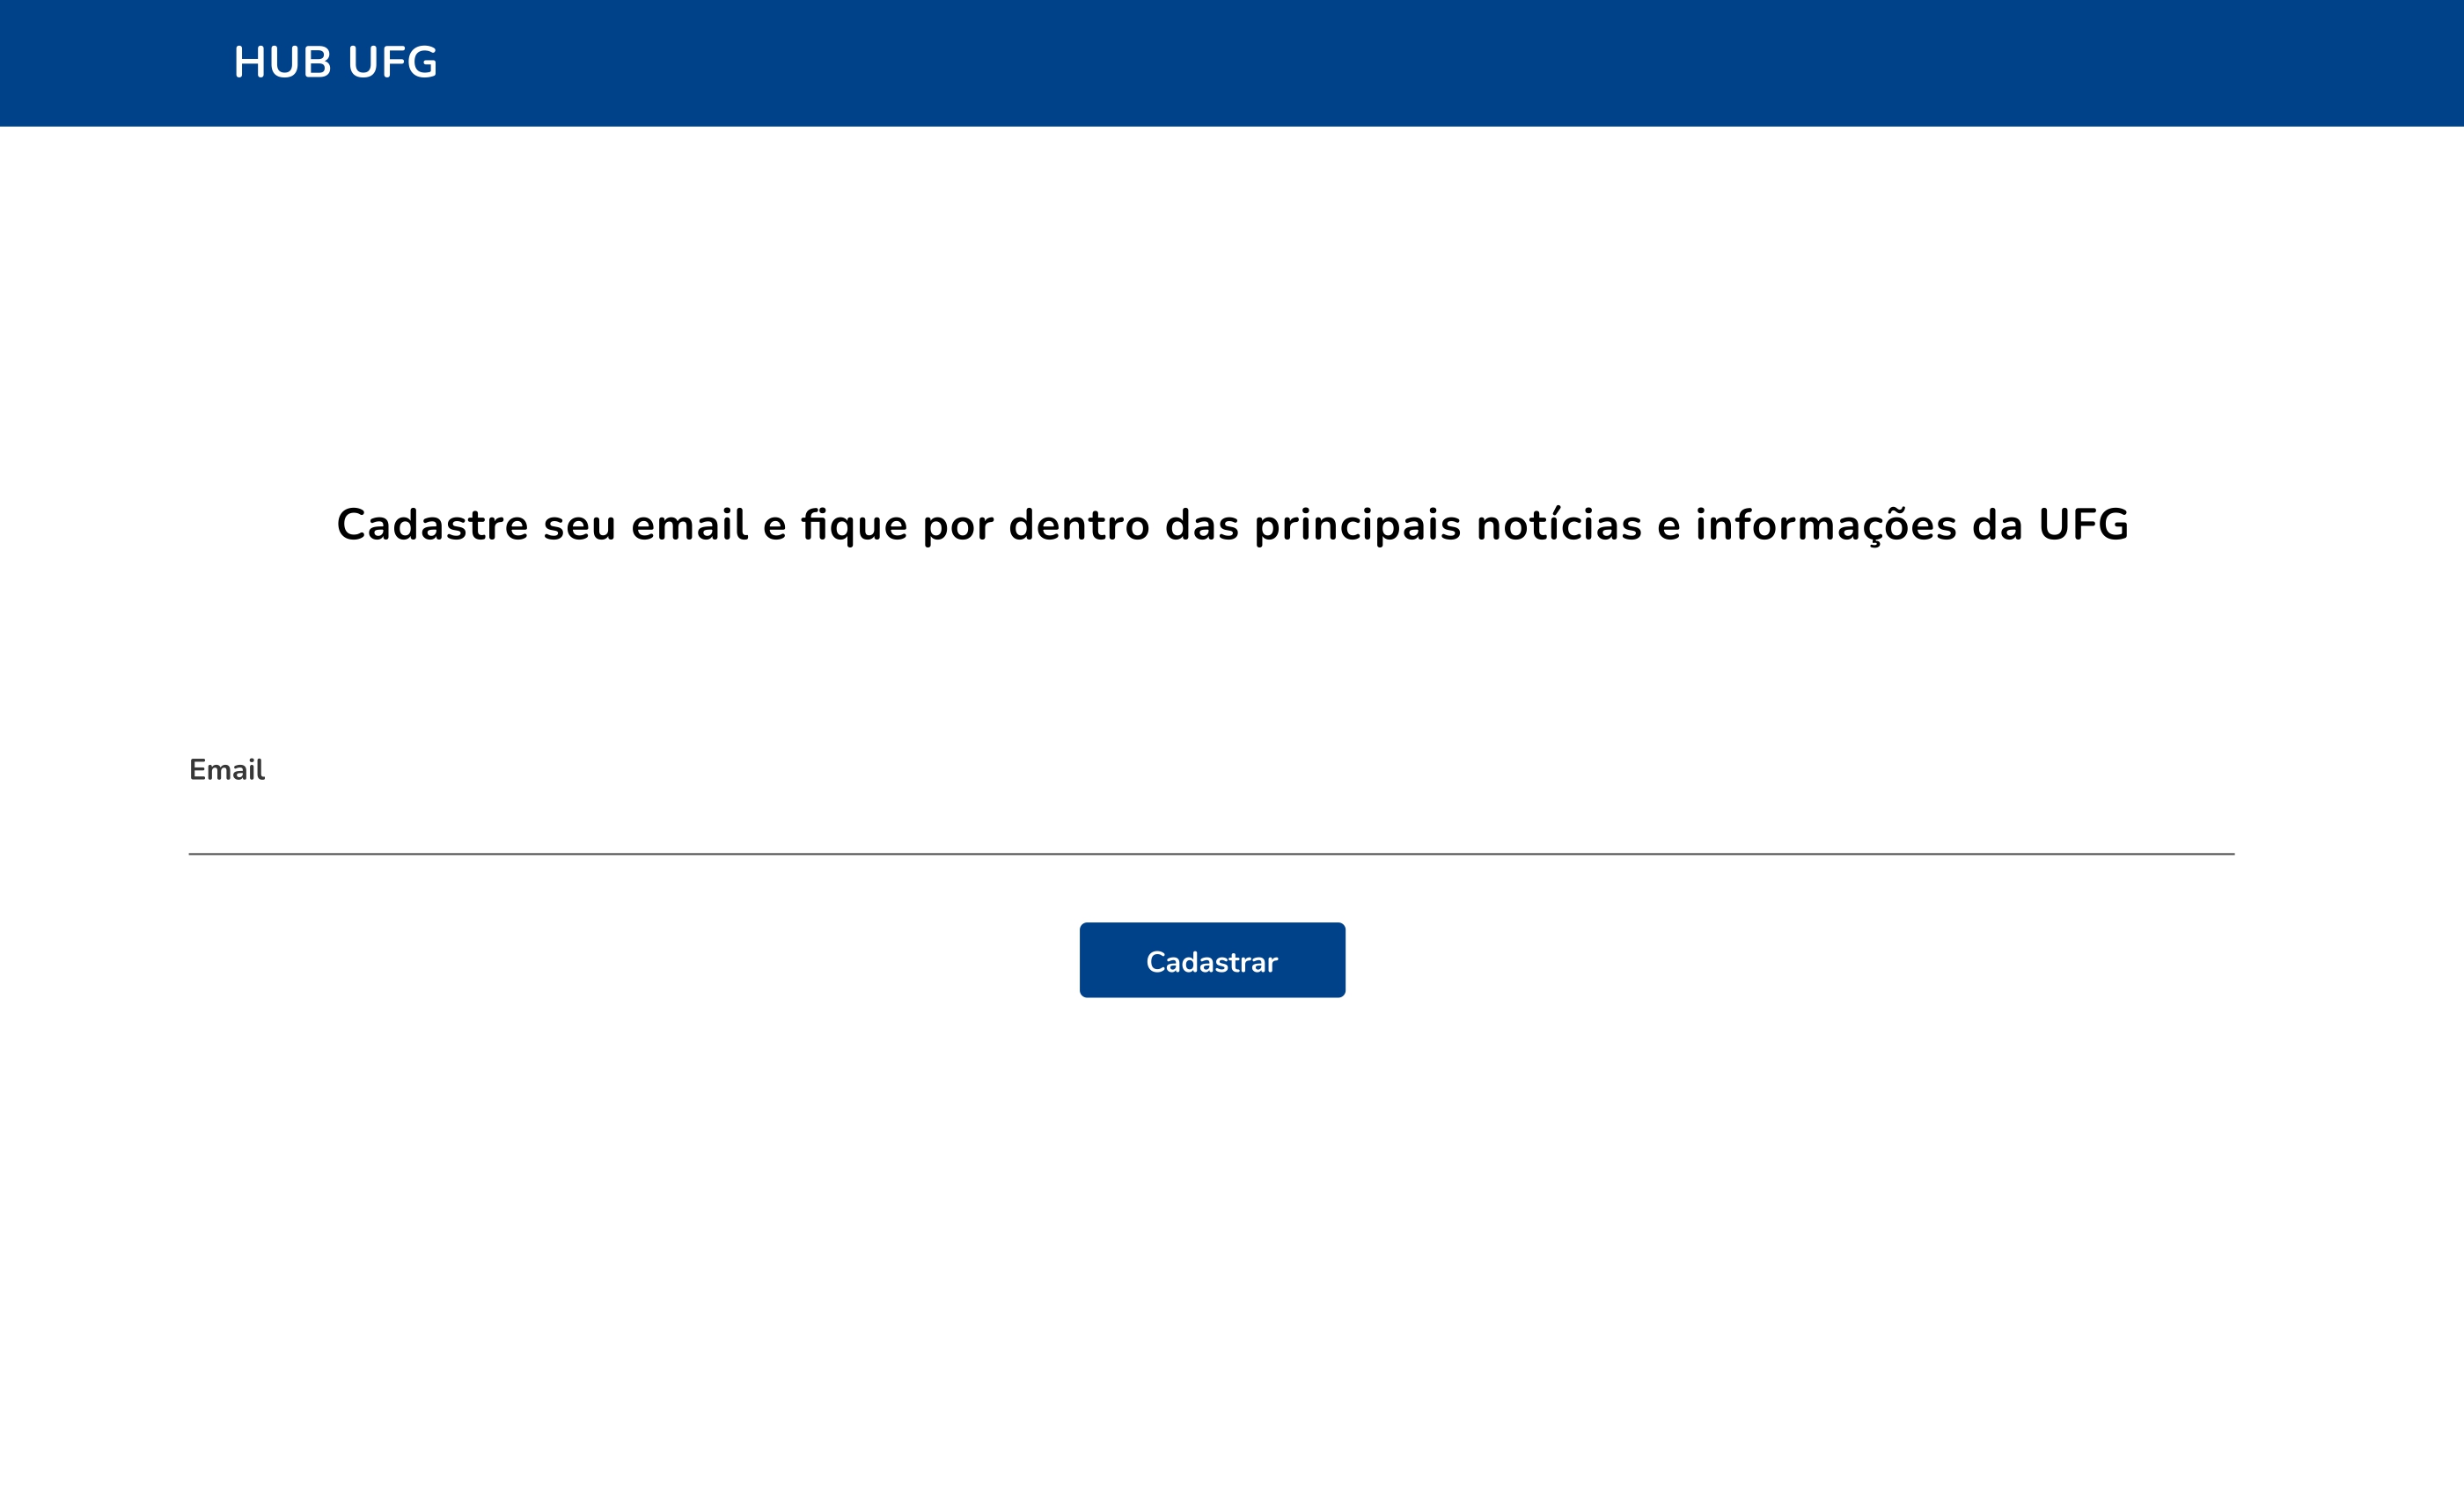 HUB UFG
Cadastre seu email e fique por dentro das principais notícias e informações da UFG
Email
Cadastrar